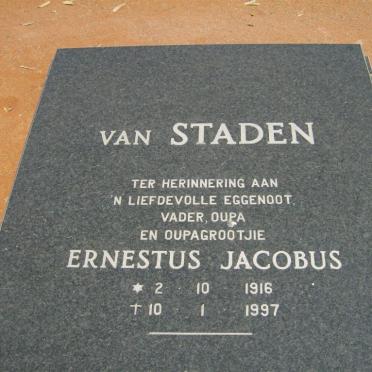 VAN STADEN
TER HERINNERING AAN
'N LIEFDEVOLLE EGGENOOT,
VADER, OUPA
EN OUPAGROOTJIE
ERNESTUS JACOBUS
✶ 2 · 10 · 1916
† 10 · 1 · 1997